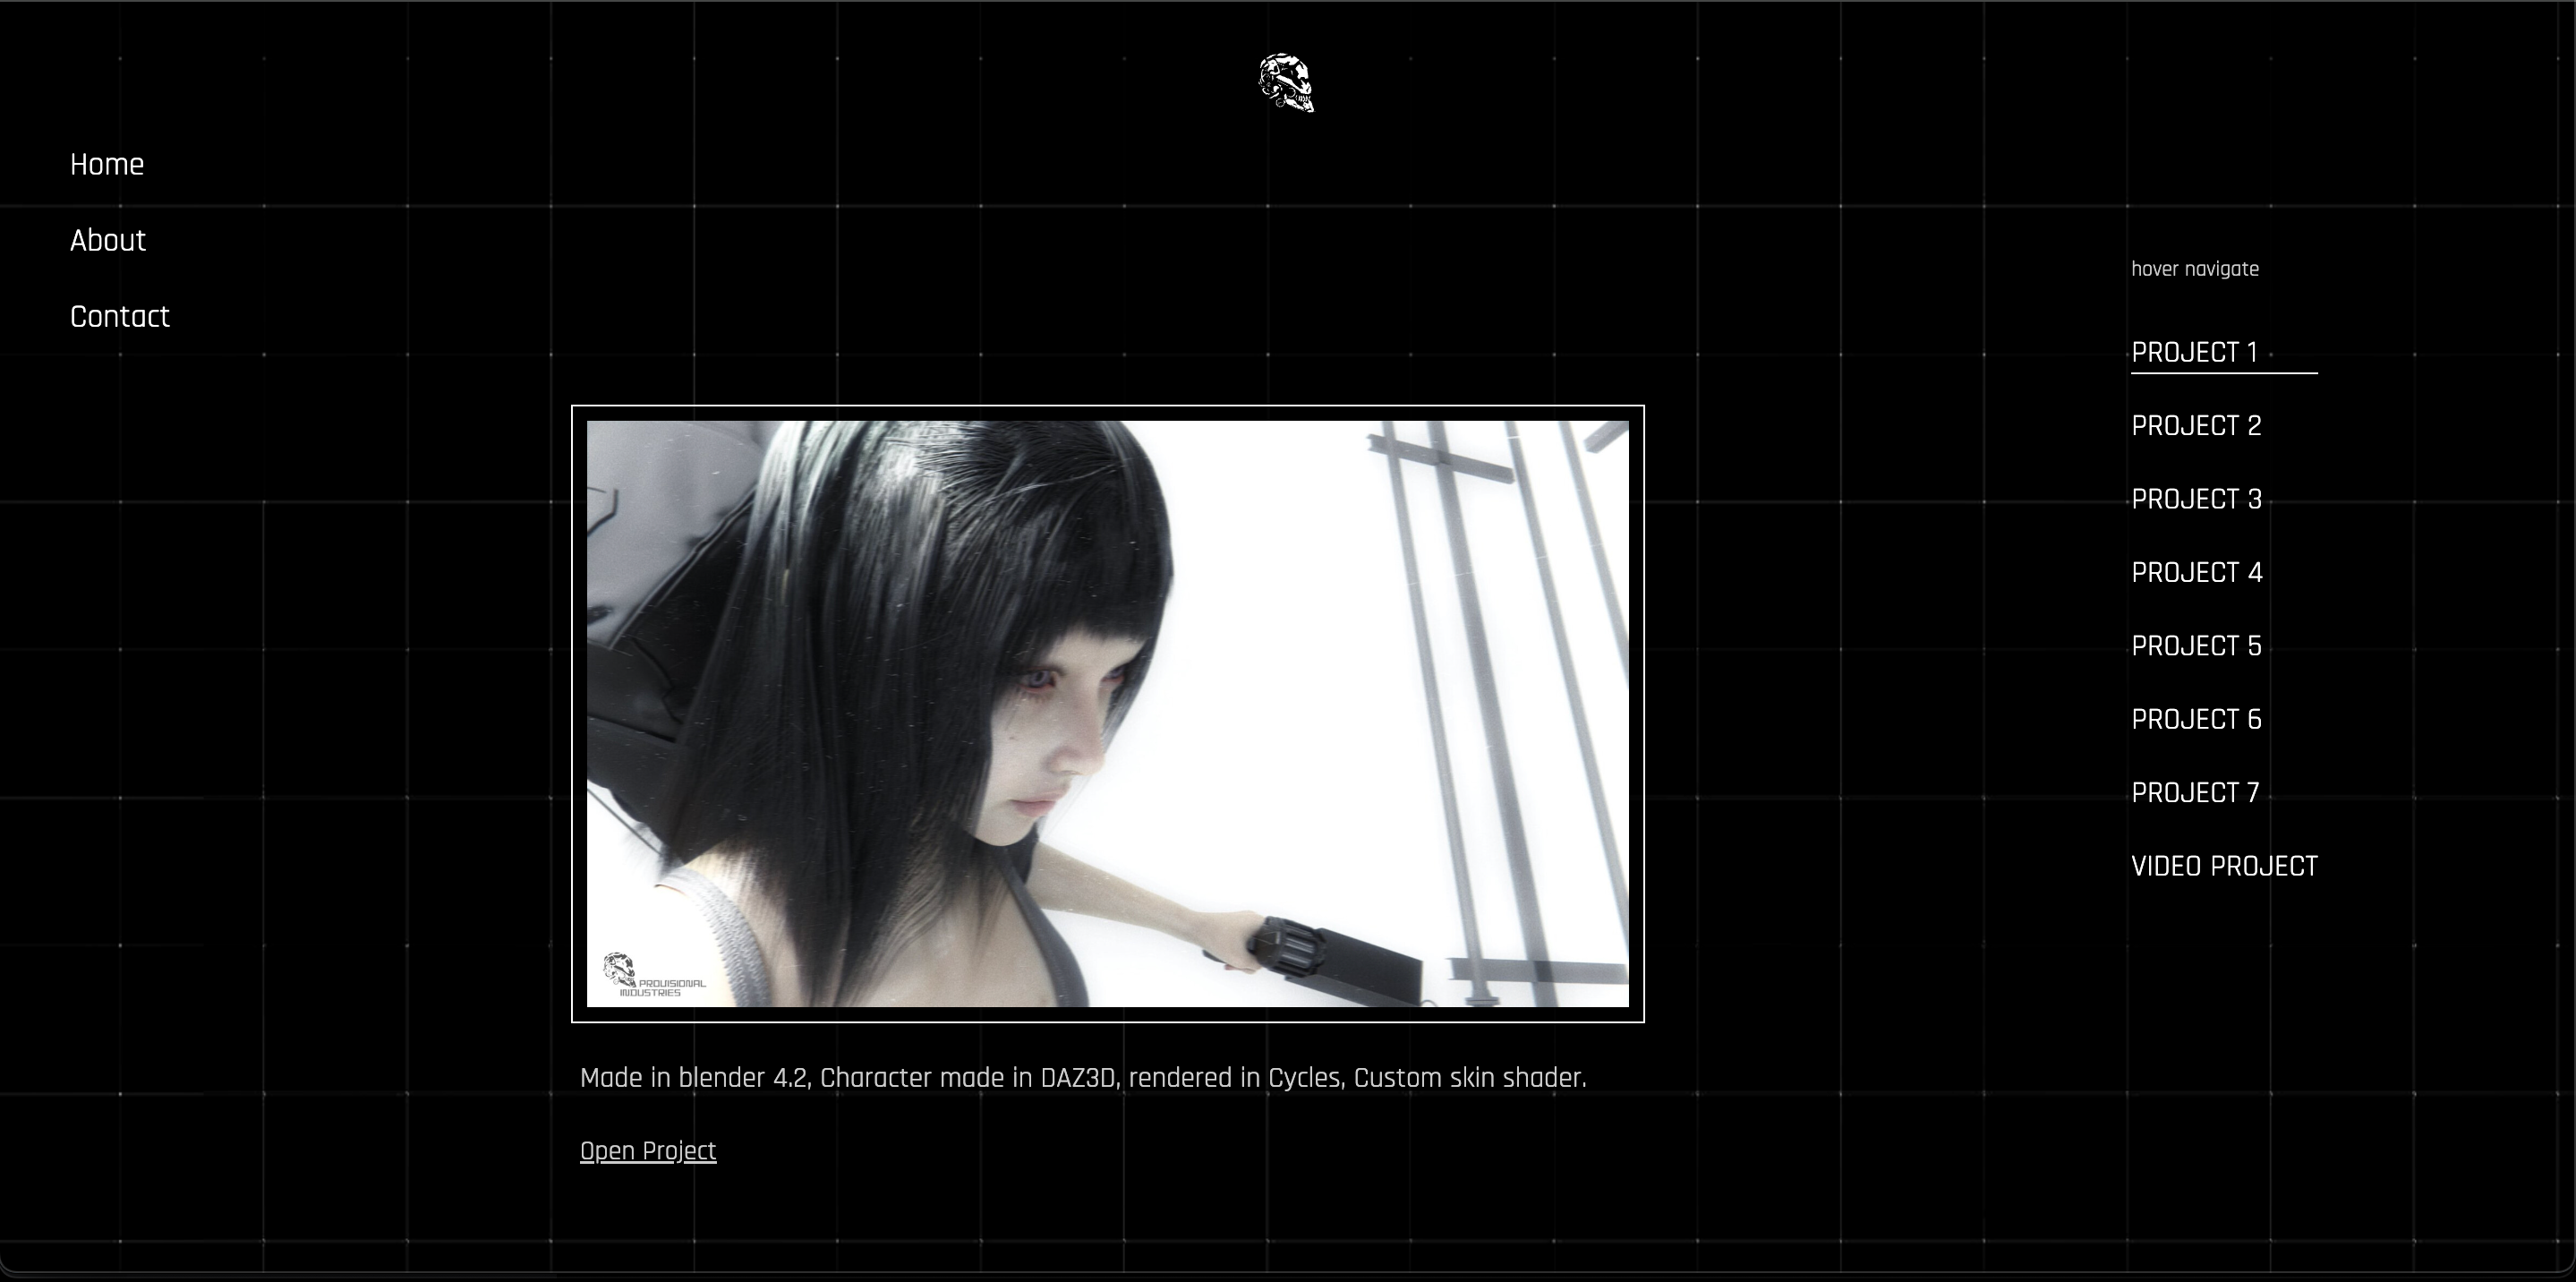 Home
About
Contact
hover navigate
PROJECT 1
PROJECT 2
PROJECT 3
PROJECT 4
PROJECT 5
PROJECT 6
PROJECT 7
VIDEO PROJECT
PROVISIONAL
INDUSTRIES
Made in blender 4.2, Character made in DAZ3D, rendered in Cycles, Custom skin shader.
Open Project